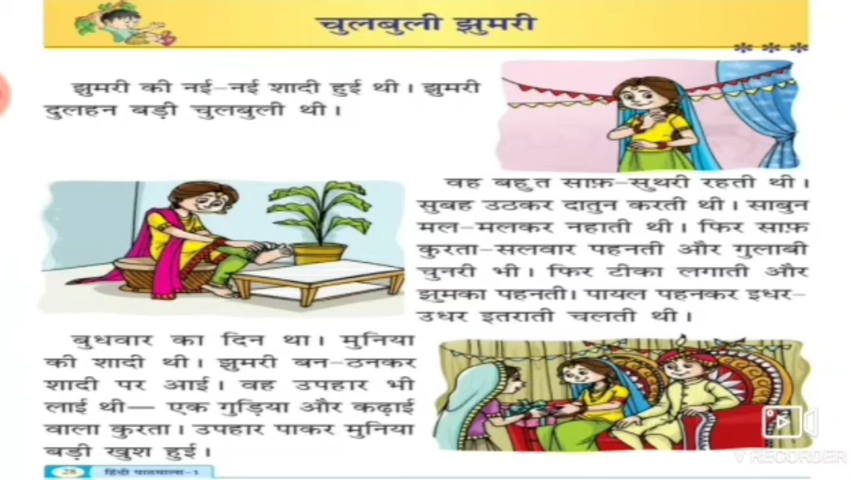 चुलबुली झुमरी
***
झुमरी की नई-नई शादी हुई थी। झुमरी
दुलहन बड़ी चुलबुली थी।
वह बहुत साफ़-सुथरी रहती थी।
सुबह उठकर दातुन करती थी। साबुन
मल-मलकर नहाती थी। फिर साफ़
कुरता-सलवार पहनती और गुलाबी
चुनरी भी। फिर टीका लगाती और
झुमका पहनती। पायल पहनकर इधर-
उधर इतराती चलती थी।
बुधवार का दिन था। मुनिया
की शादी थी। झुमरी बन-ठनकर
शादी पर आई। वह उपहार भी
लाई थी— एक गुड़िया और कढ़ाई
वाला कुरता। उपहार पाकर मुनिया
बड़ी खुश हुई।
28 हिंदी पाठमाला-1
V RECORDER